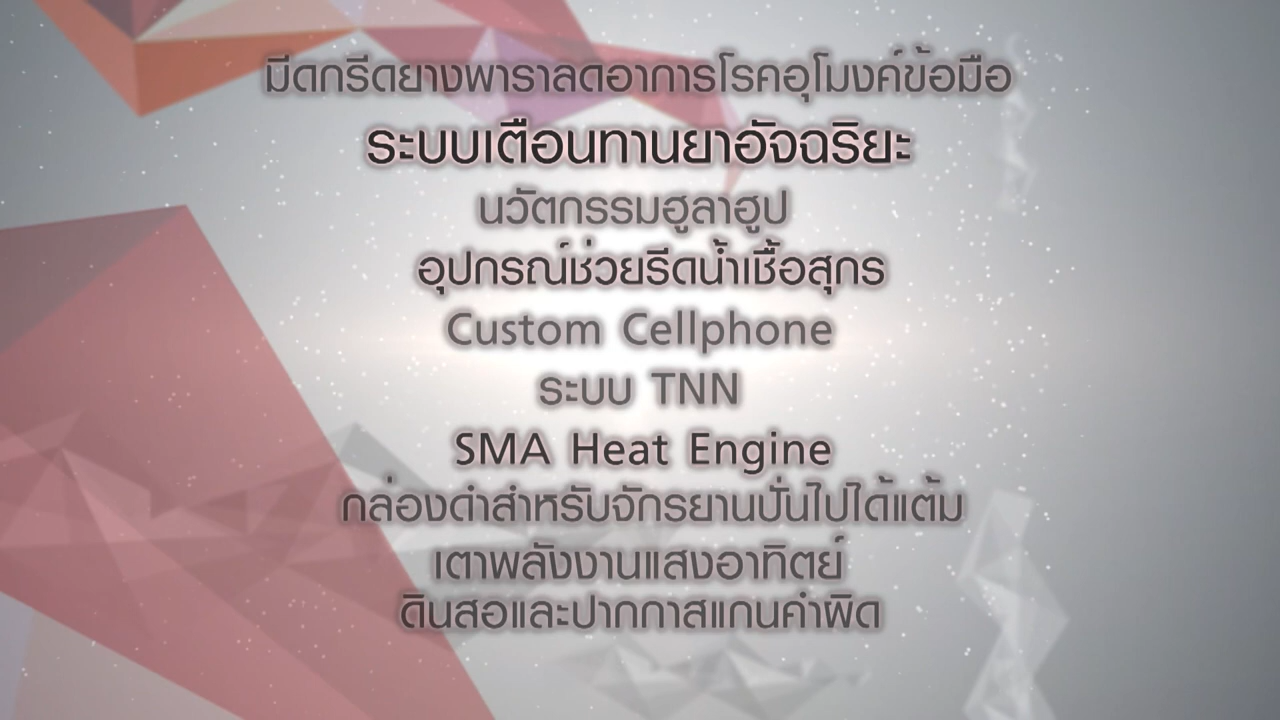 มีดกรีดยางพาราลดอาการโรคอุโมงค์ข้อมือ
ระบบเตือนทานยาอัจฉริยะ
นวัตกรรมฮูลาฮูป
อุปกรณ์ช่วยรีดน้ำเชื้อสุกร
Custom Cellphone
ระบบ TNN
SMA Heat Engine
กล่องดำสำหรับจักรยานปั่นไปได้แต้ม
เตาพลังงานแสงอาทิตย์
ดินสอและปากกาสแกนคำผิด